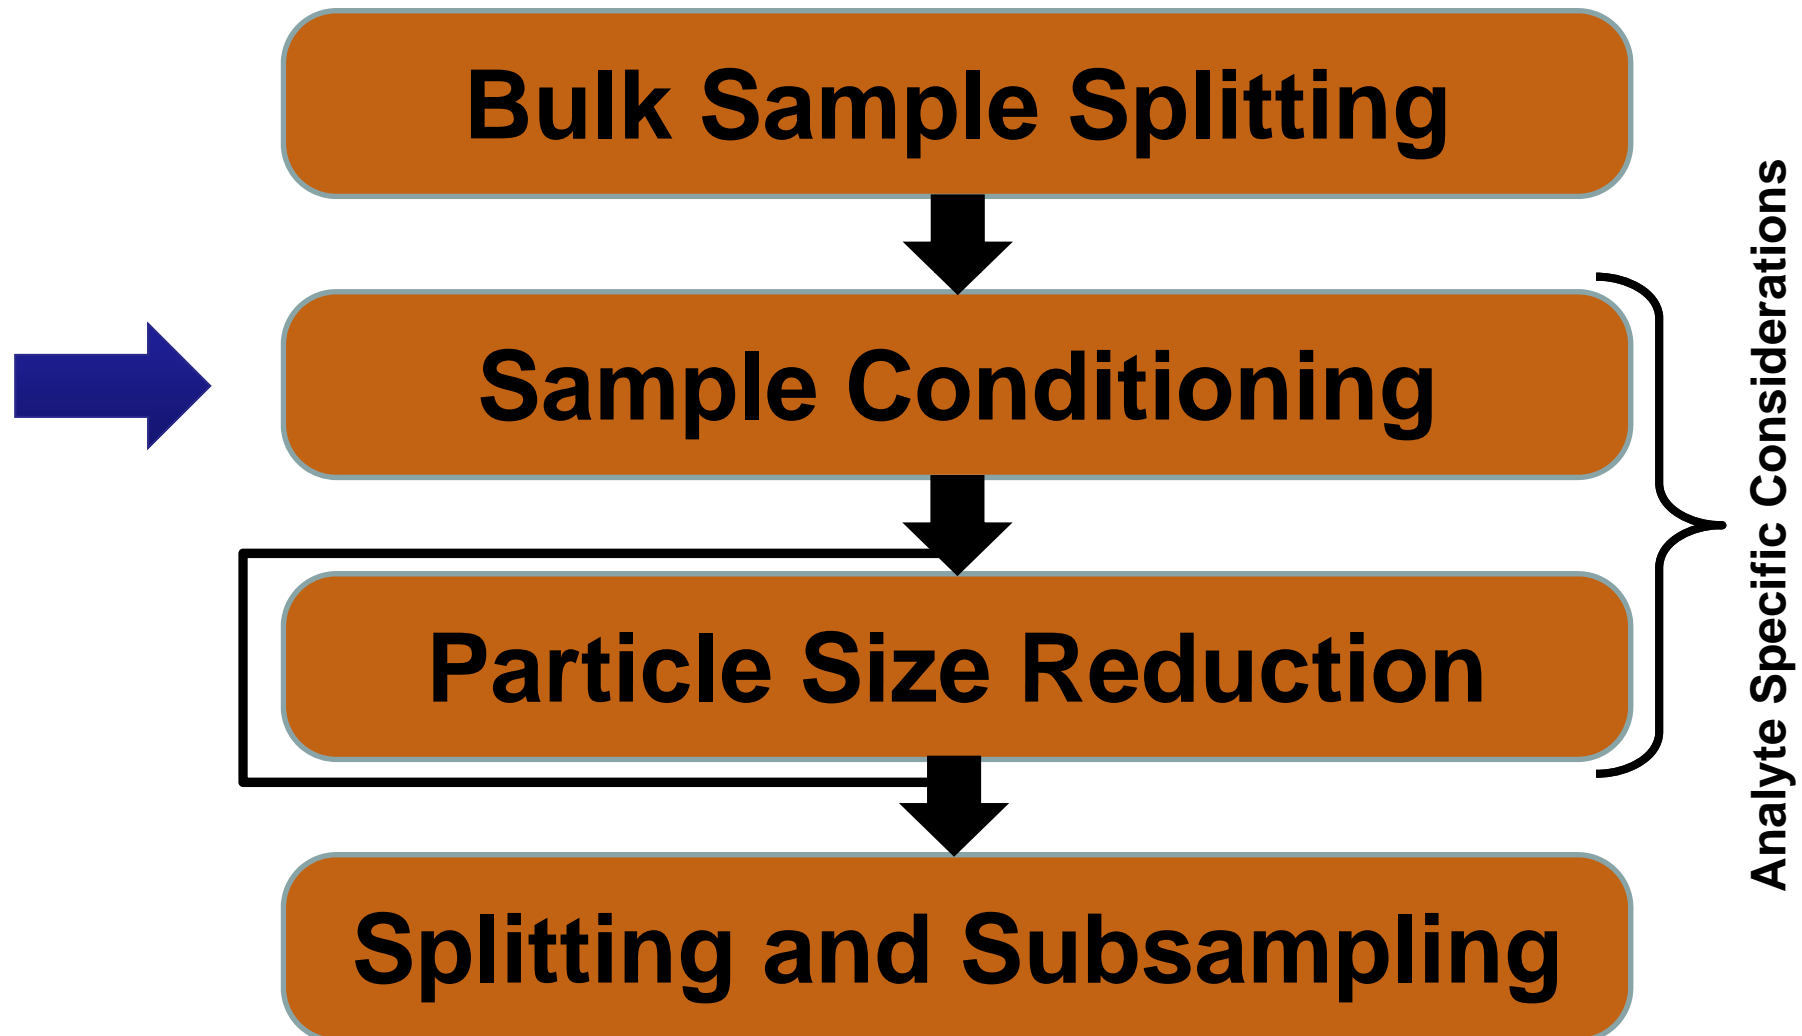 Bulk Sample Splitting
Sample Conditioning
Particle Size Reduction
Splitting and Subsampling
Analyte Specific Considerations